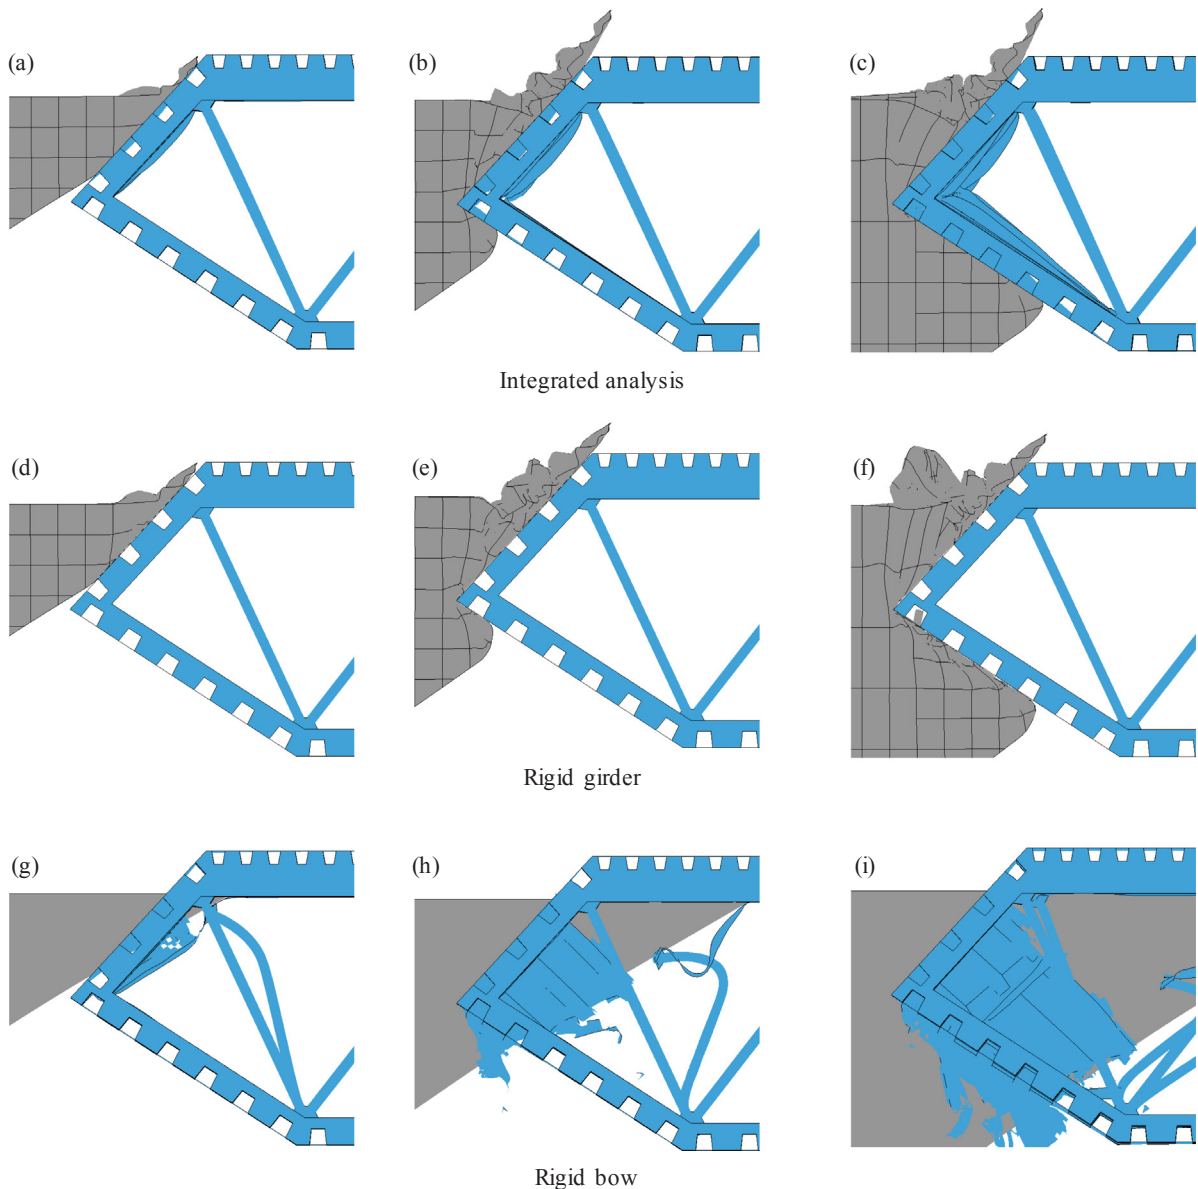 (a) (b) (c)
Integrated analysis
(d) (e) (f)
Rigid girder
(g) (h) (i)
Rigid bow